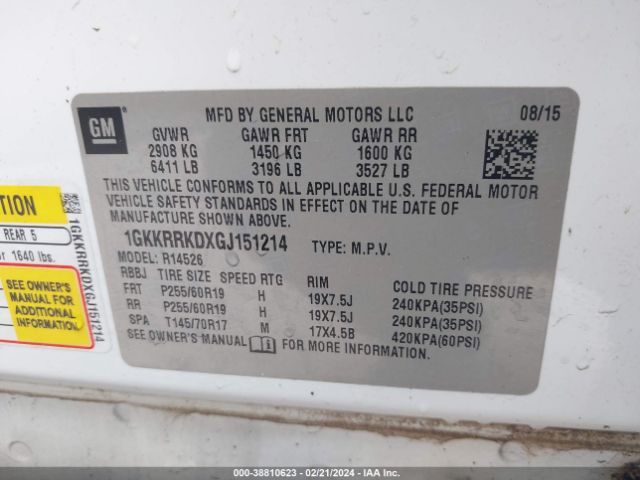 GM
MFD BY GENERAL MOTORS LLC 08/15
GVWR GAWR FRT GAWR RR
2908 KG 1450 KG 1600 KG
6411 LB 3196 LB 3527 LB
THIS VEHICLE CONFORMS TO ALL APPLICABLE U.S. FEDERAL MOTOR
VEHICLE SAFETY STANDARDS IN EFFECT ON THE DATE OF
MANUFACTURE SHOWN ABOVE.
1GKKRRKDXGJ151214 TYPE: M.P.V.
MODEL: R14526
RBBJ TIRE SIZE SPEED RTG RIM COLD TIRE PRESSURE
FRT P255/60R19 H 19X7.5J 240KPA(35PSI)
RR P255/60R19 H 19X7.5J 240KPA(35PSI)
SPA T145/70R17 M 17X4.5B 420KPA(60PSI)
SEE OWNER'S MANUAL FOR MORE INFORMATION.
TION
REAR 5
1640 lbs.
SEE OWNER'S
MANUAL FOR
ADDITIONAL
INFORMATION
1GKKRRKDXGJ151214
000-38810623 - 02/21/2024 - IAA Inc.